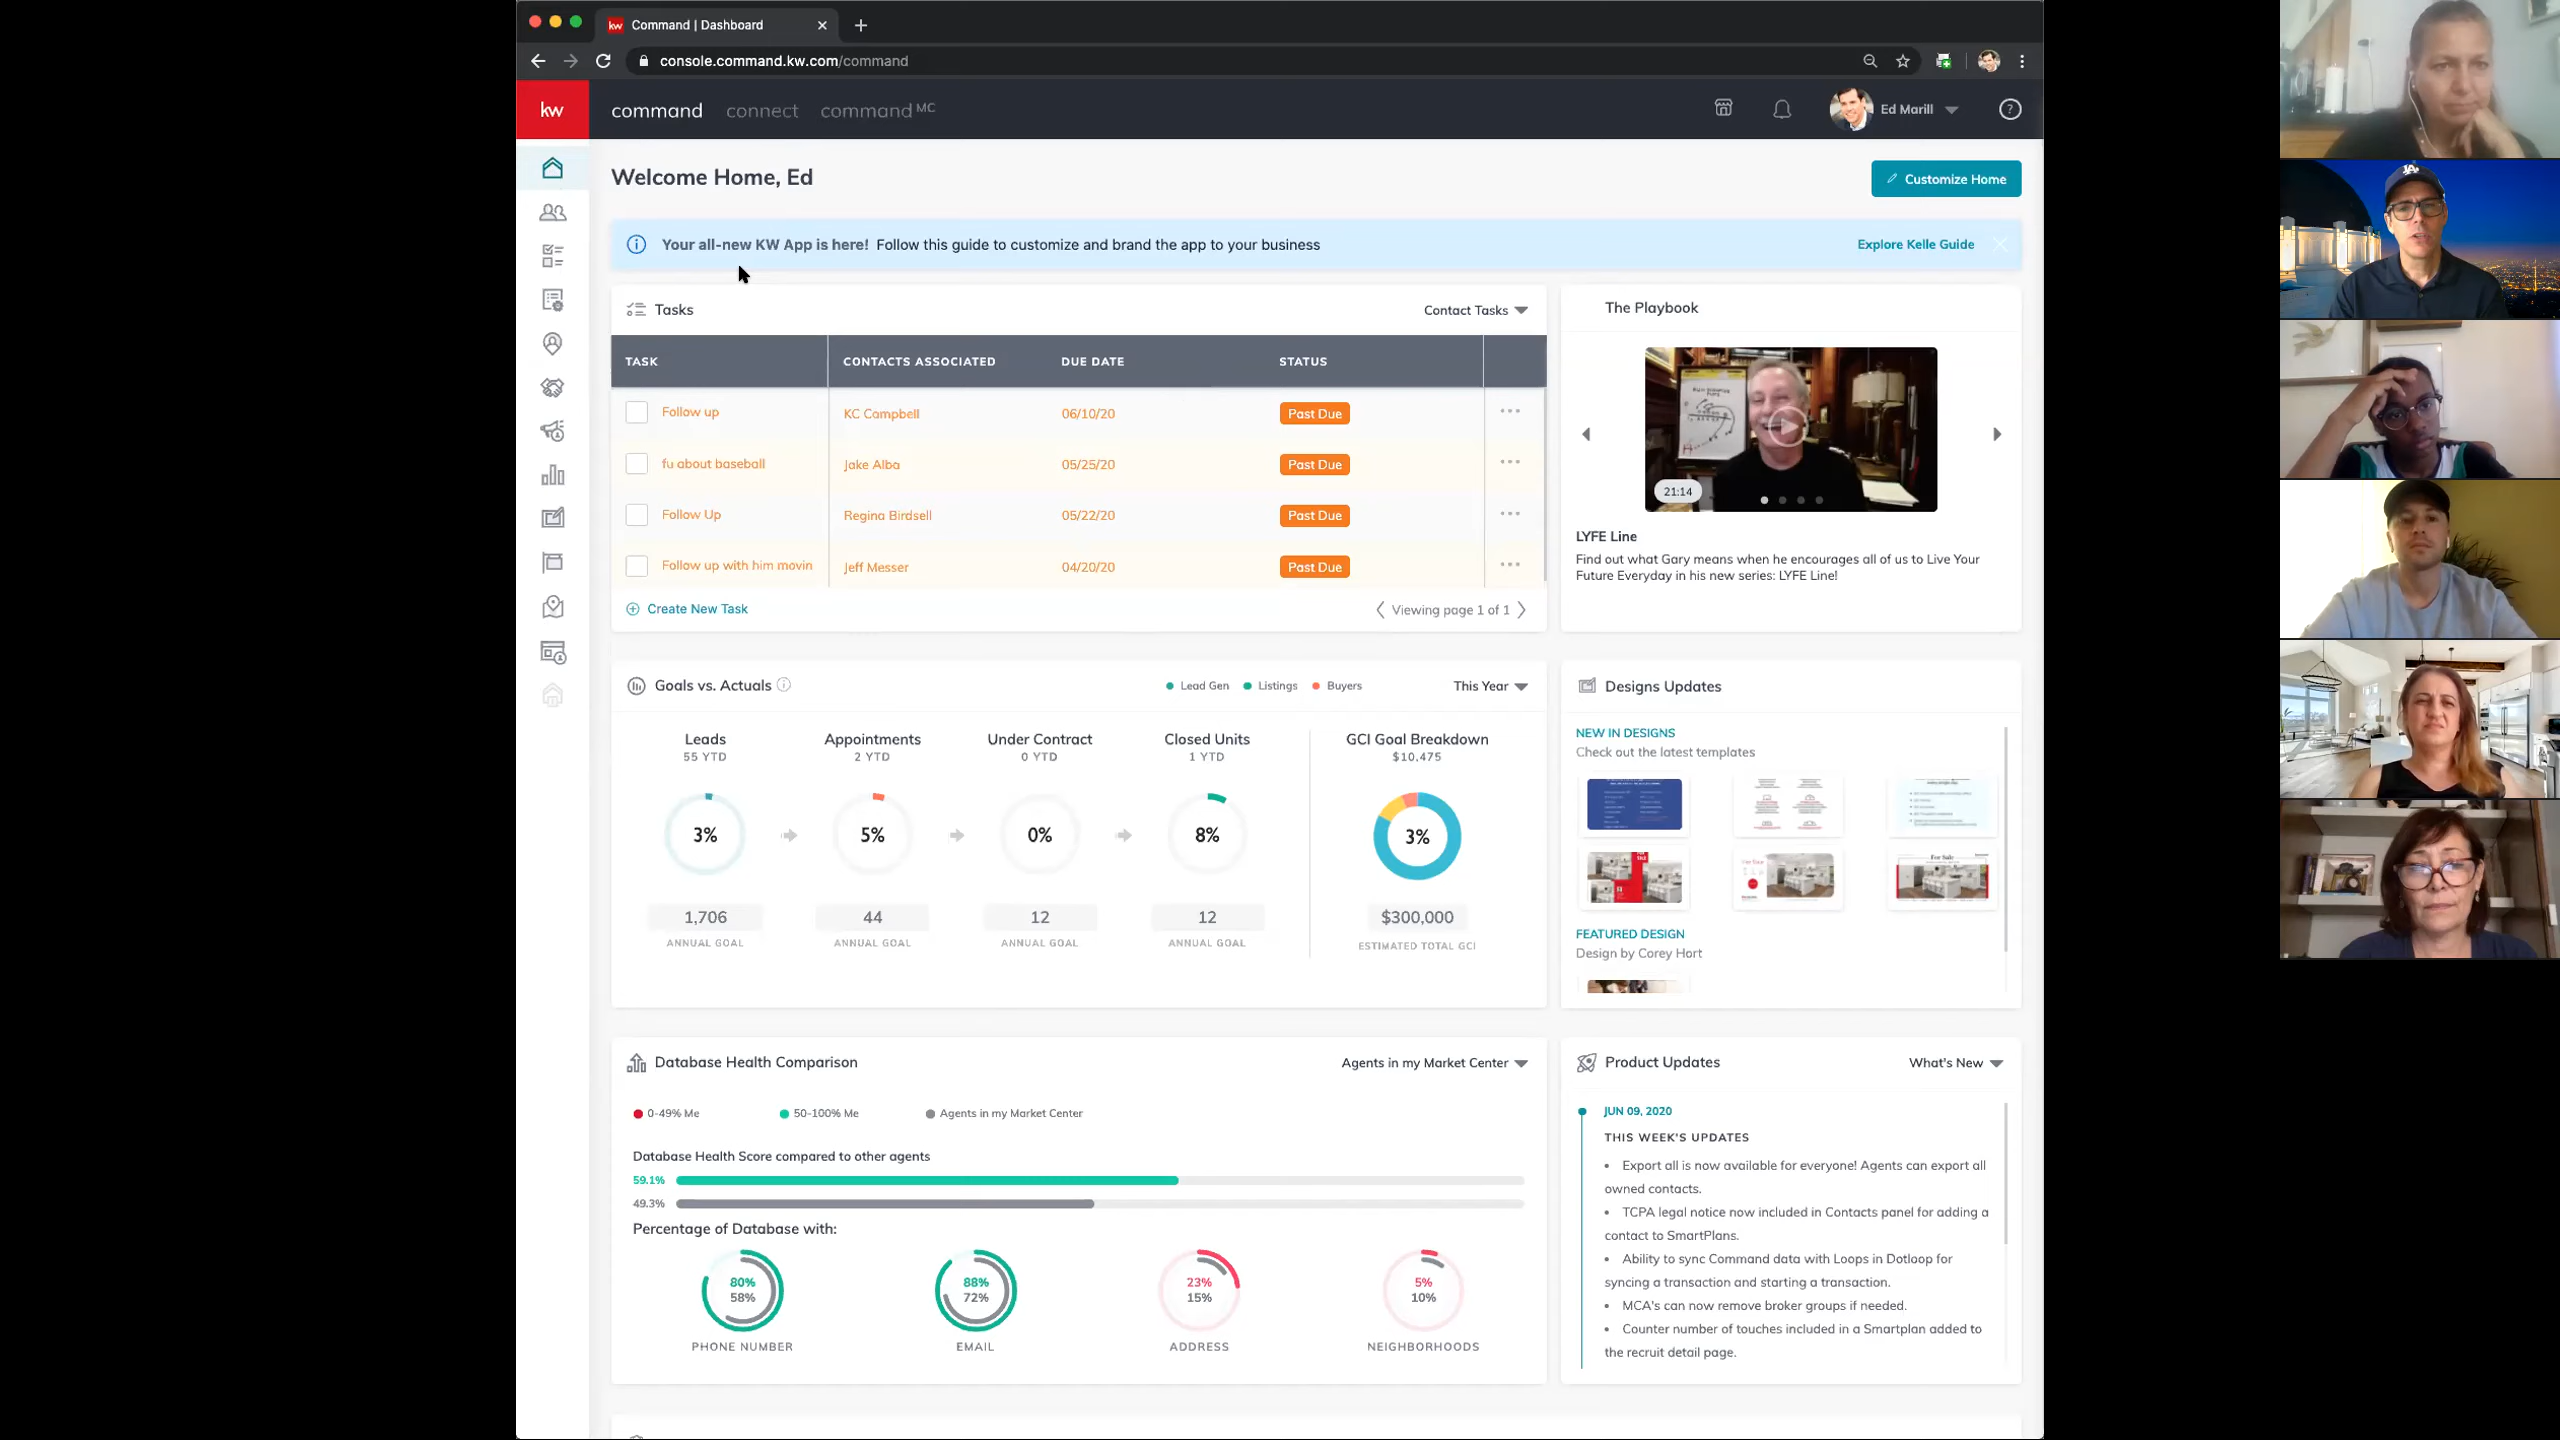 kw Command | Dashboard
console.command.kw.com/command
kw command connect command MC Ed Marill
Welcome Home, Ed
Customize Home
Your all-new KW App is here! Follow this guide to customize and brand the app to your business
Explore Kelle Guide
Tasks
Contact Tasks
TASK CONTACTS ASSOCIATED DUE DATE STATUS
Follow up KC Campbell 06/10/20 Past Due
fu about baseball Jake Alba 05/25/20 Past Due
Follow Up Regina Birdsell 05/22/20 Past Due
Follow up with him movin Jeff Messer 04/20/20 Past Due
Create New Task
Viewing page 1 of 1
The Playbook
21:14
LYFE Line
Find out what Gary means when he encourages all of us to Live Your
Future Everyday in his new series: LYFE Line!
Goals vs. Actuals
Lead Gen Listings Buyers
This Year
Leads Appointments Under Contract Closed Units GCI Goal Breakdown
55 YTD 2 YTD 0 YTD 1 YTD $10,475
3% 5% 0% 8% 3%
1,706 44 12 12 $300,000
ANNUAL GOAL ANNUAL GOAL ANNUAL GOAL ANNUAL GOAL ESTIMATED TOTAL GCI
Designs Updates
NEW IN DESIGNS
Check out the latest templates
For Sale
FEATURED DESIGN
Design by Corey Hort
Database Health Comparison
Agents in my Market Center
0-49% Me 50-100% Me Agents in my Market Center
Database Health Score compared to other agents
59.1%
49.3%
Percentage of Database with:
80% 88% 23% 5%
58% 72% 15% 10%
PHONE NUMBER EMAIL ADDRESS NEIGHBORHOODS
Product Updates
What's New
JUN 09, 2020
THIS WEEK'S UPDATES
• Export all is now available for everyone! Agents can export all
owned contacts.
• TCPA legal notice now included in Contacts panel for adding a
contact to SmartPlans.
• Ability to sync Command data with Loops in Dotloop for
syncing a transaction and starting a transaction.
• MCA's can now remove broker groups if needed.
• Counter number of touches included in a Smartplan added to
the recruit detail page.
LA